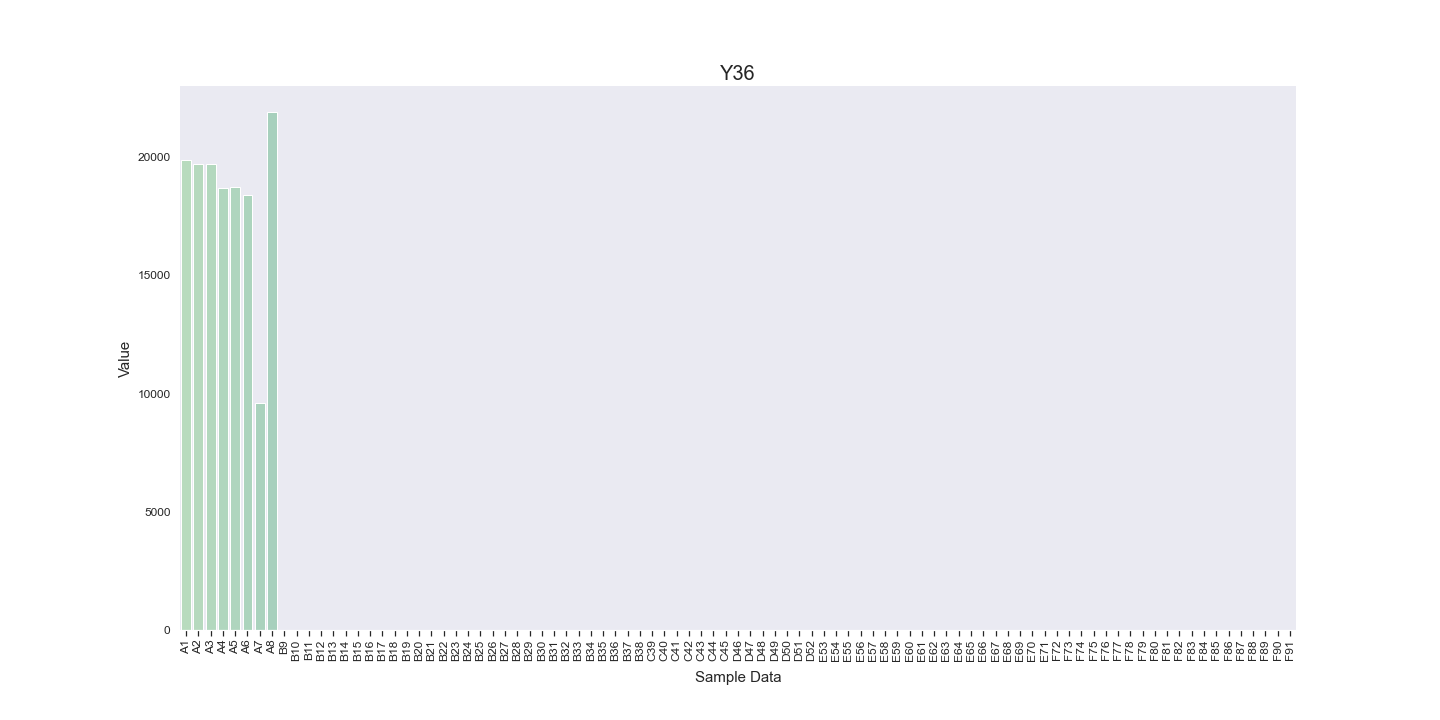 Y36
20000
15000
10000
5000
0
Value
A1 A2 A3 A4 A5 A6 A7 A8 B9 B10 B11 B12 B13 B14 B15 B16 B17 B18 B19 B20 B21 B22 B23 B24 B25 B26 B27 B28 B29 B30 B31 B32 B33 B34 B35 B36 B37 B38 C39 C40 C41 C42 C43 C44 C45 D46 D47 D48 D49 D50 D51 D52 E53 E54 E55 E56 E57 E58 E59 E60 E61 E62 E63 E64 E65 E66 E67 E68 E69 E70 E71 F72 F73 F74 F75 F76 F77 F78 F79 F80 F81 F82 F83 F84 F85 F86 F87 F88 F89 F90 F91
Sample Data